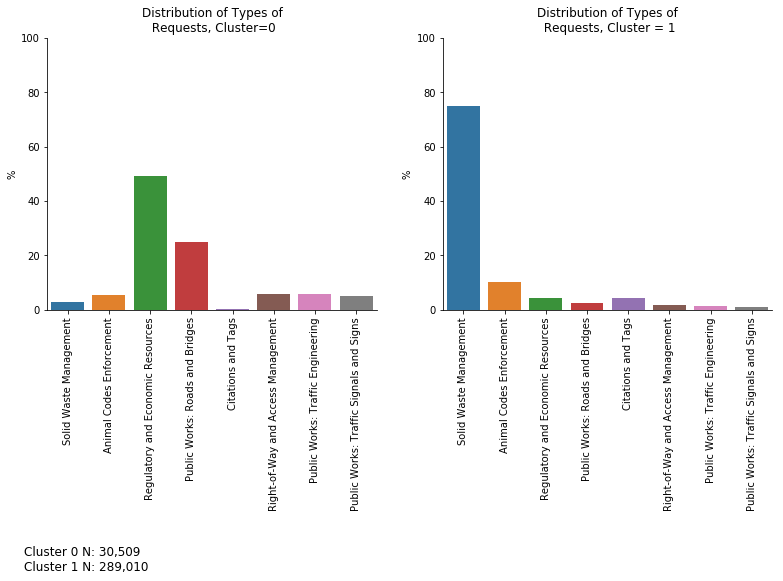 Distribution of Types of
Requests, Cluster=0
100
80
60
40
20
0
%
Solid Waste Management
Animal Codes Enforcement
Regulatory and Economic Resources
Public Works: Roads and Bridges
Citations and Tags
Right-of-Way and Access Management
Public Works: Traffic Engineering
Public Works: Traffic Signals and Signs
Distribution of Types of
Requests, Cluster = 1
100
80
60
40
20
0
%
Solid Waste Management
Animal Codes Enforcement
Regulatory and Economic Resources
Public Works: Roads and Bridges
Citations and Tags
Right-of-Way and Access Management
Public Works: Traffic Engineering
Public Works: Traffic Signals and Signs
Cluster 0 N: 30,509
Cluster 1 N: 289,010